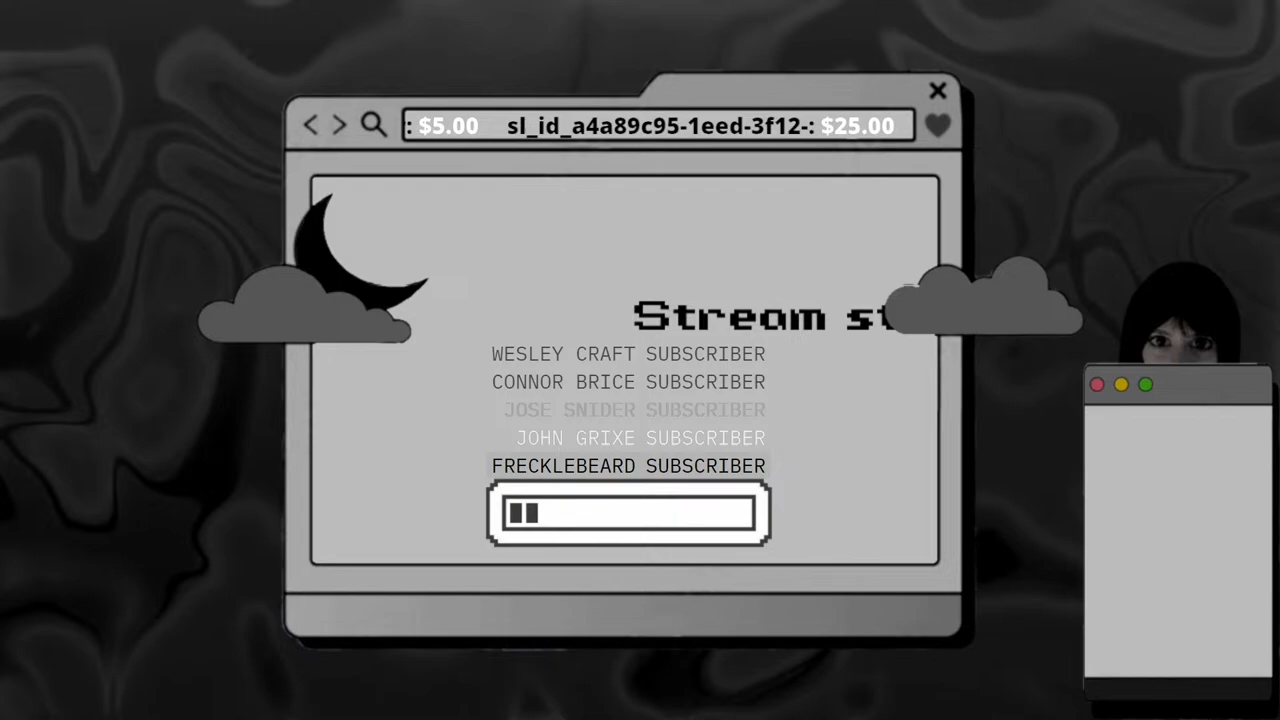 : $5.00 sl_id_a4a89c95-1eed-3f12-: $25.00
Stream st
WESLEY CRAFT SUBSCRIBER
CONNOR BRICE SUBSCRIBER
JOSE SNIDER SUBSCRIBER
JOHN GRIXE SUBSCRIBER
FRECKLEBEARD SUBSCRIBER